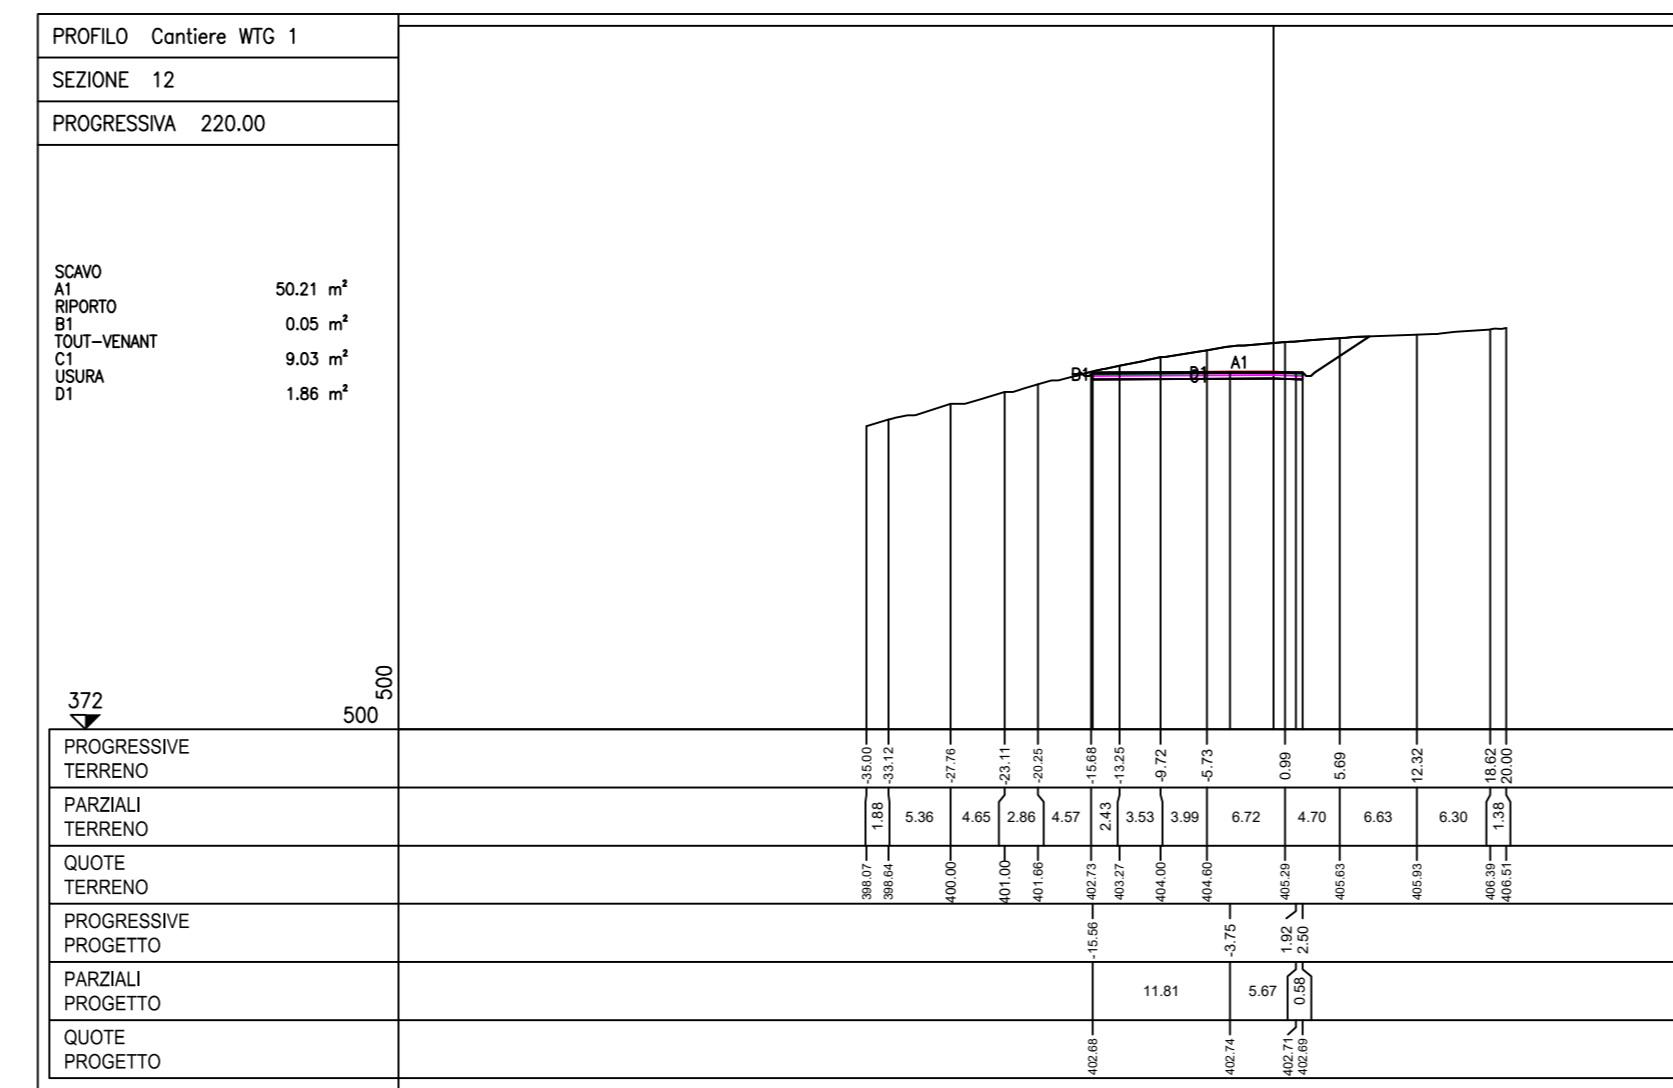 PROFILO Cantiere WTG 1
SEZIONE 12
PROGRESSIVA 220.00
SCAVO
A1 50.21 m²
RIPORTO
B1 0.05 m²
TOUT-VENANT
C1 9.03 m²
USURA
D1 1.86 m²
B1 A1
372 500
500
PROGRESSIVE
TERRENO
-35.00 -33.12 -27.76 -23.11 -20.25 -15.68 -13.25 -9.72 -5.73 0.99 5.69 12.32 18.62 20.00
PARZIALI
TERRENO
1.88 5.36 4.65 2.86 4.57 2.43 3.53 3.99 6.72 4.70 6.63 6.30 1.38
QUOTE
TERRENO
398.07 398.64 400.00 401.00 401.66 402.73 403.27 404.00 404.60 405.29 405.63 405.93 406.39 406.51
PROGRESSIVE
PROGETTO
-15.56 -3.75 1.92 2.50
PARZIALI
PROGETTO
11.81 5.67 0.58
QUOTE
PROGETTO
402.68 402.74 402.71 402.69